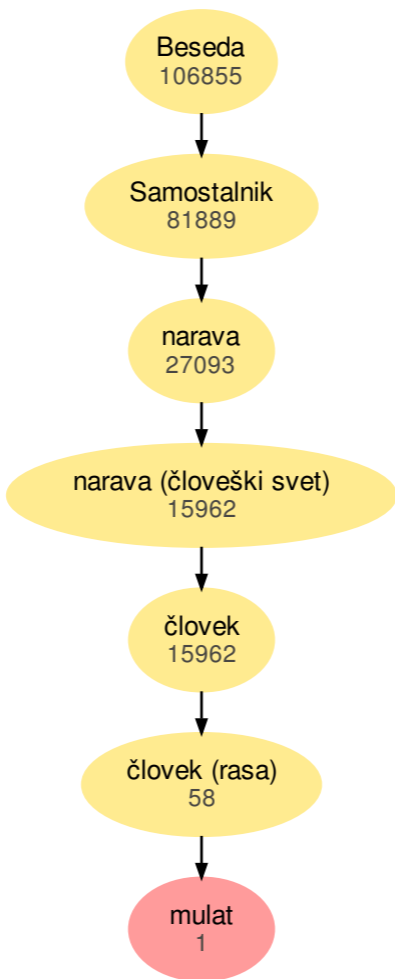 Beseda
106855
Samostalnik
81889
narava
27093
narava (človeški svet)
15962
človek
15962
človek (rasa)
58
mulat
1